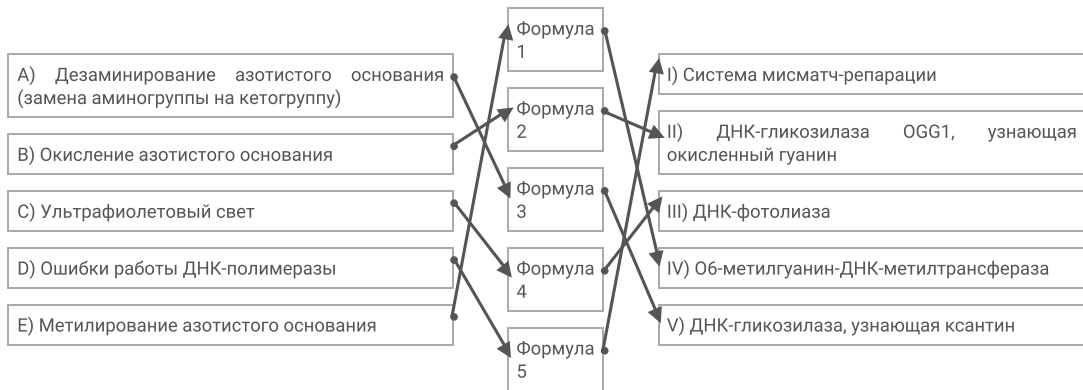 A) Дезаминирование азотистого основания
(замена аминогруппы на кетогруппу)
B) Окисление азотистого основания
C) Ультрафиолетовый свет
D) Ошибки работы ДНК-полимеразы
E) Метилирование азотистого основания
Формула
1
Формула
2
Формула
3
Формула
4
Формула
5
I) Система мисматч-репарации
II) ДНК-гликозилаза OGG1, узнающая
окисленный гуанин
III) ДНК-фотолиаза
IV) О6-метилгуанин-ДНК-метилтрансфераза
V) ДНК-гликозилаза, узнающая ксантин